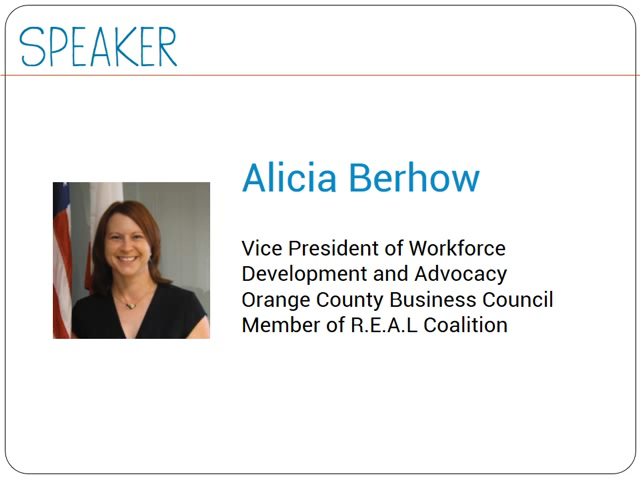 SPEAKER
Alicia Berhow
Vice President of Workforce
Development and Advocacy
Orange County Business Council
Member of R.E.A.L Coalition